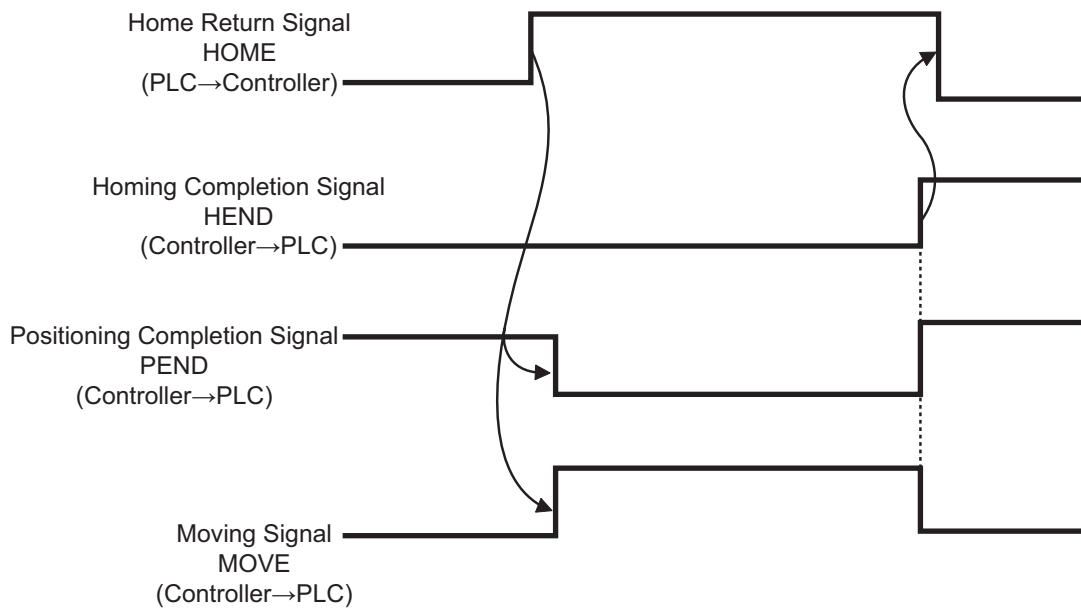 Home Return Signal
HOME
(PLC→Controller)
Homing Completion Signal
HEND
(Controller→PLC)
Positioning Completion Signal
PEND
(Controller→PLC)
Moving Signal
MOVE
(Controller→PLC)